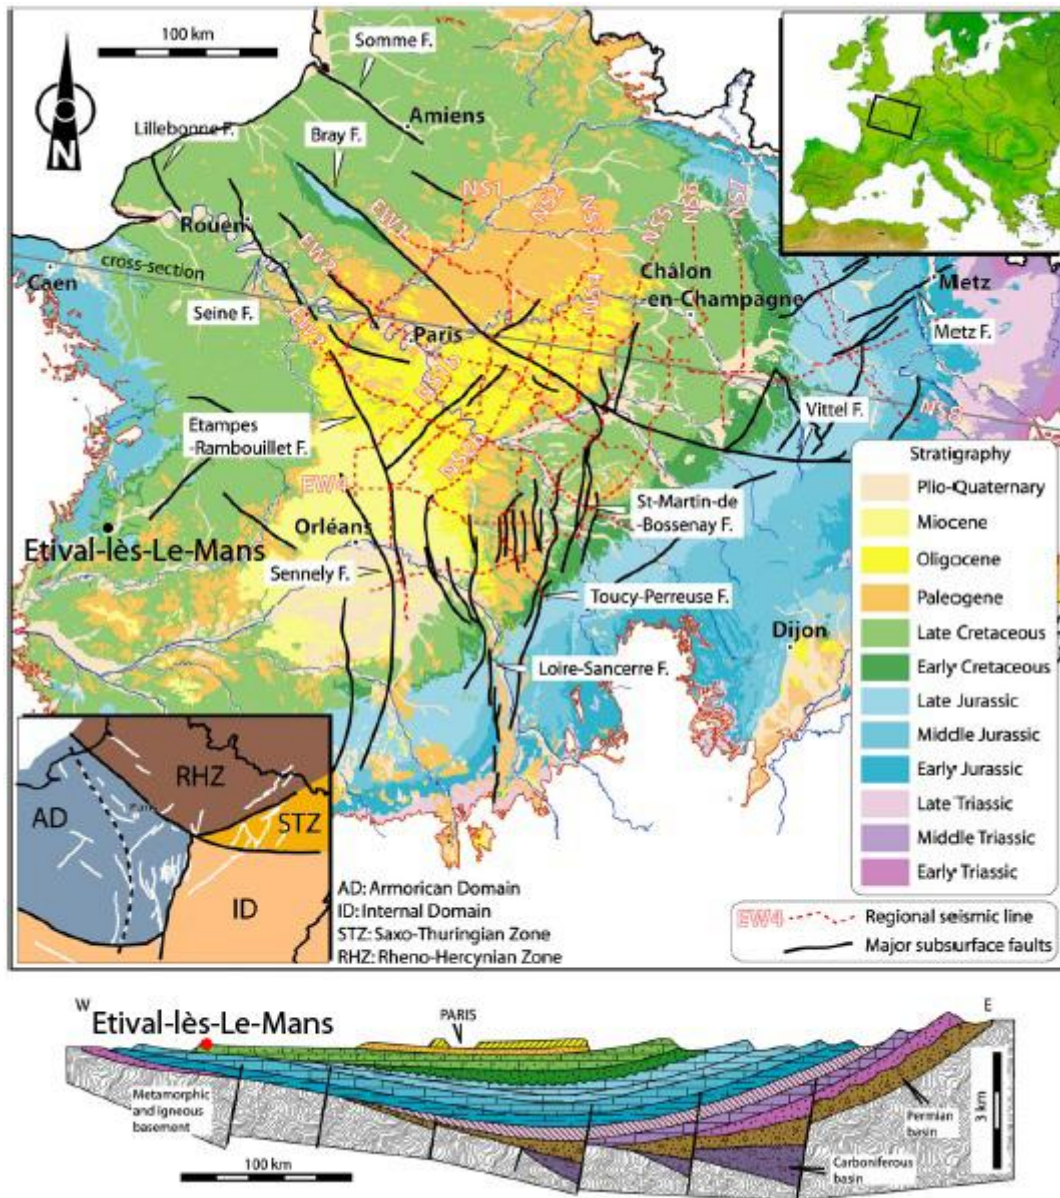 100 km
Somme F.
Amiens
Lillebonne F.
Bray F.
N
NS1
EW1
NS5
NS6
Rouen
EW2
cross-section
Caen
Châlon
en-Champagne
Metz
Seine F.
Paris
Metz F.
Vittel F.
Etampes
-Rambouillet F.
EW4
Orléans
St-Martin-de
-Bossenay F.
Etival-lès-Le-Mans
Sennely F.
Toucy-Perreuse F.
Dijon
Loire-Sancerre F.
Stratigraphy
Plio-Quaternary
Miocene
Oligocene
Paleogene
Late Cretaceous
Early Cretaceous
Late Jurassic
Middle Jurassic
Early Jurassic
Late Triassic
Middle Triassic
Early Triassic
EW4 Regional seismic line
Major subsurface faults
RHZ
AD
STZ
ID
AD: Armorican Domain
ID: Internal Domain
STZ: Saxo-Thuringian Zone
RHZ: Rheno-Hercynian Zone
W
Etival-lès-Le-Mans
PARIS
E
Metamorphic
and igneous
basement
Permian
basin
3 km
Carboniferous
basin
100 km